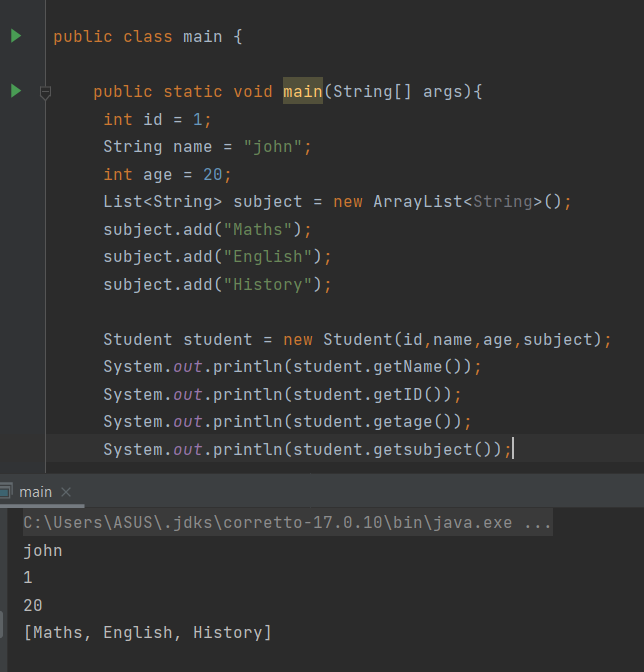 public class main {
public static void main(String[] args){
int id = 1;
String name = "john";
int age = 20;
List<String> subject = new ArrayList<String>();
subject.add("Maths");
subject.add("English");
subject.add("History");
Student student = new Student(id,name,age,subject);
System.out.println(student.getName());
System.out.println(student.getID());
System.out.println(student.getage());
System.out.println(student.getsubject());
main
C:\Users\ASUS\.jdks\corretto-17.0.10\bin\java.exe ...
john
1
20
[Maths, English, History]